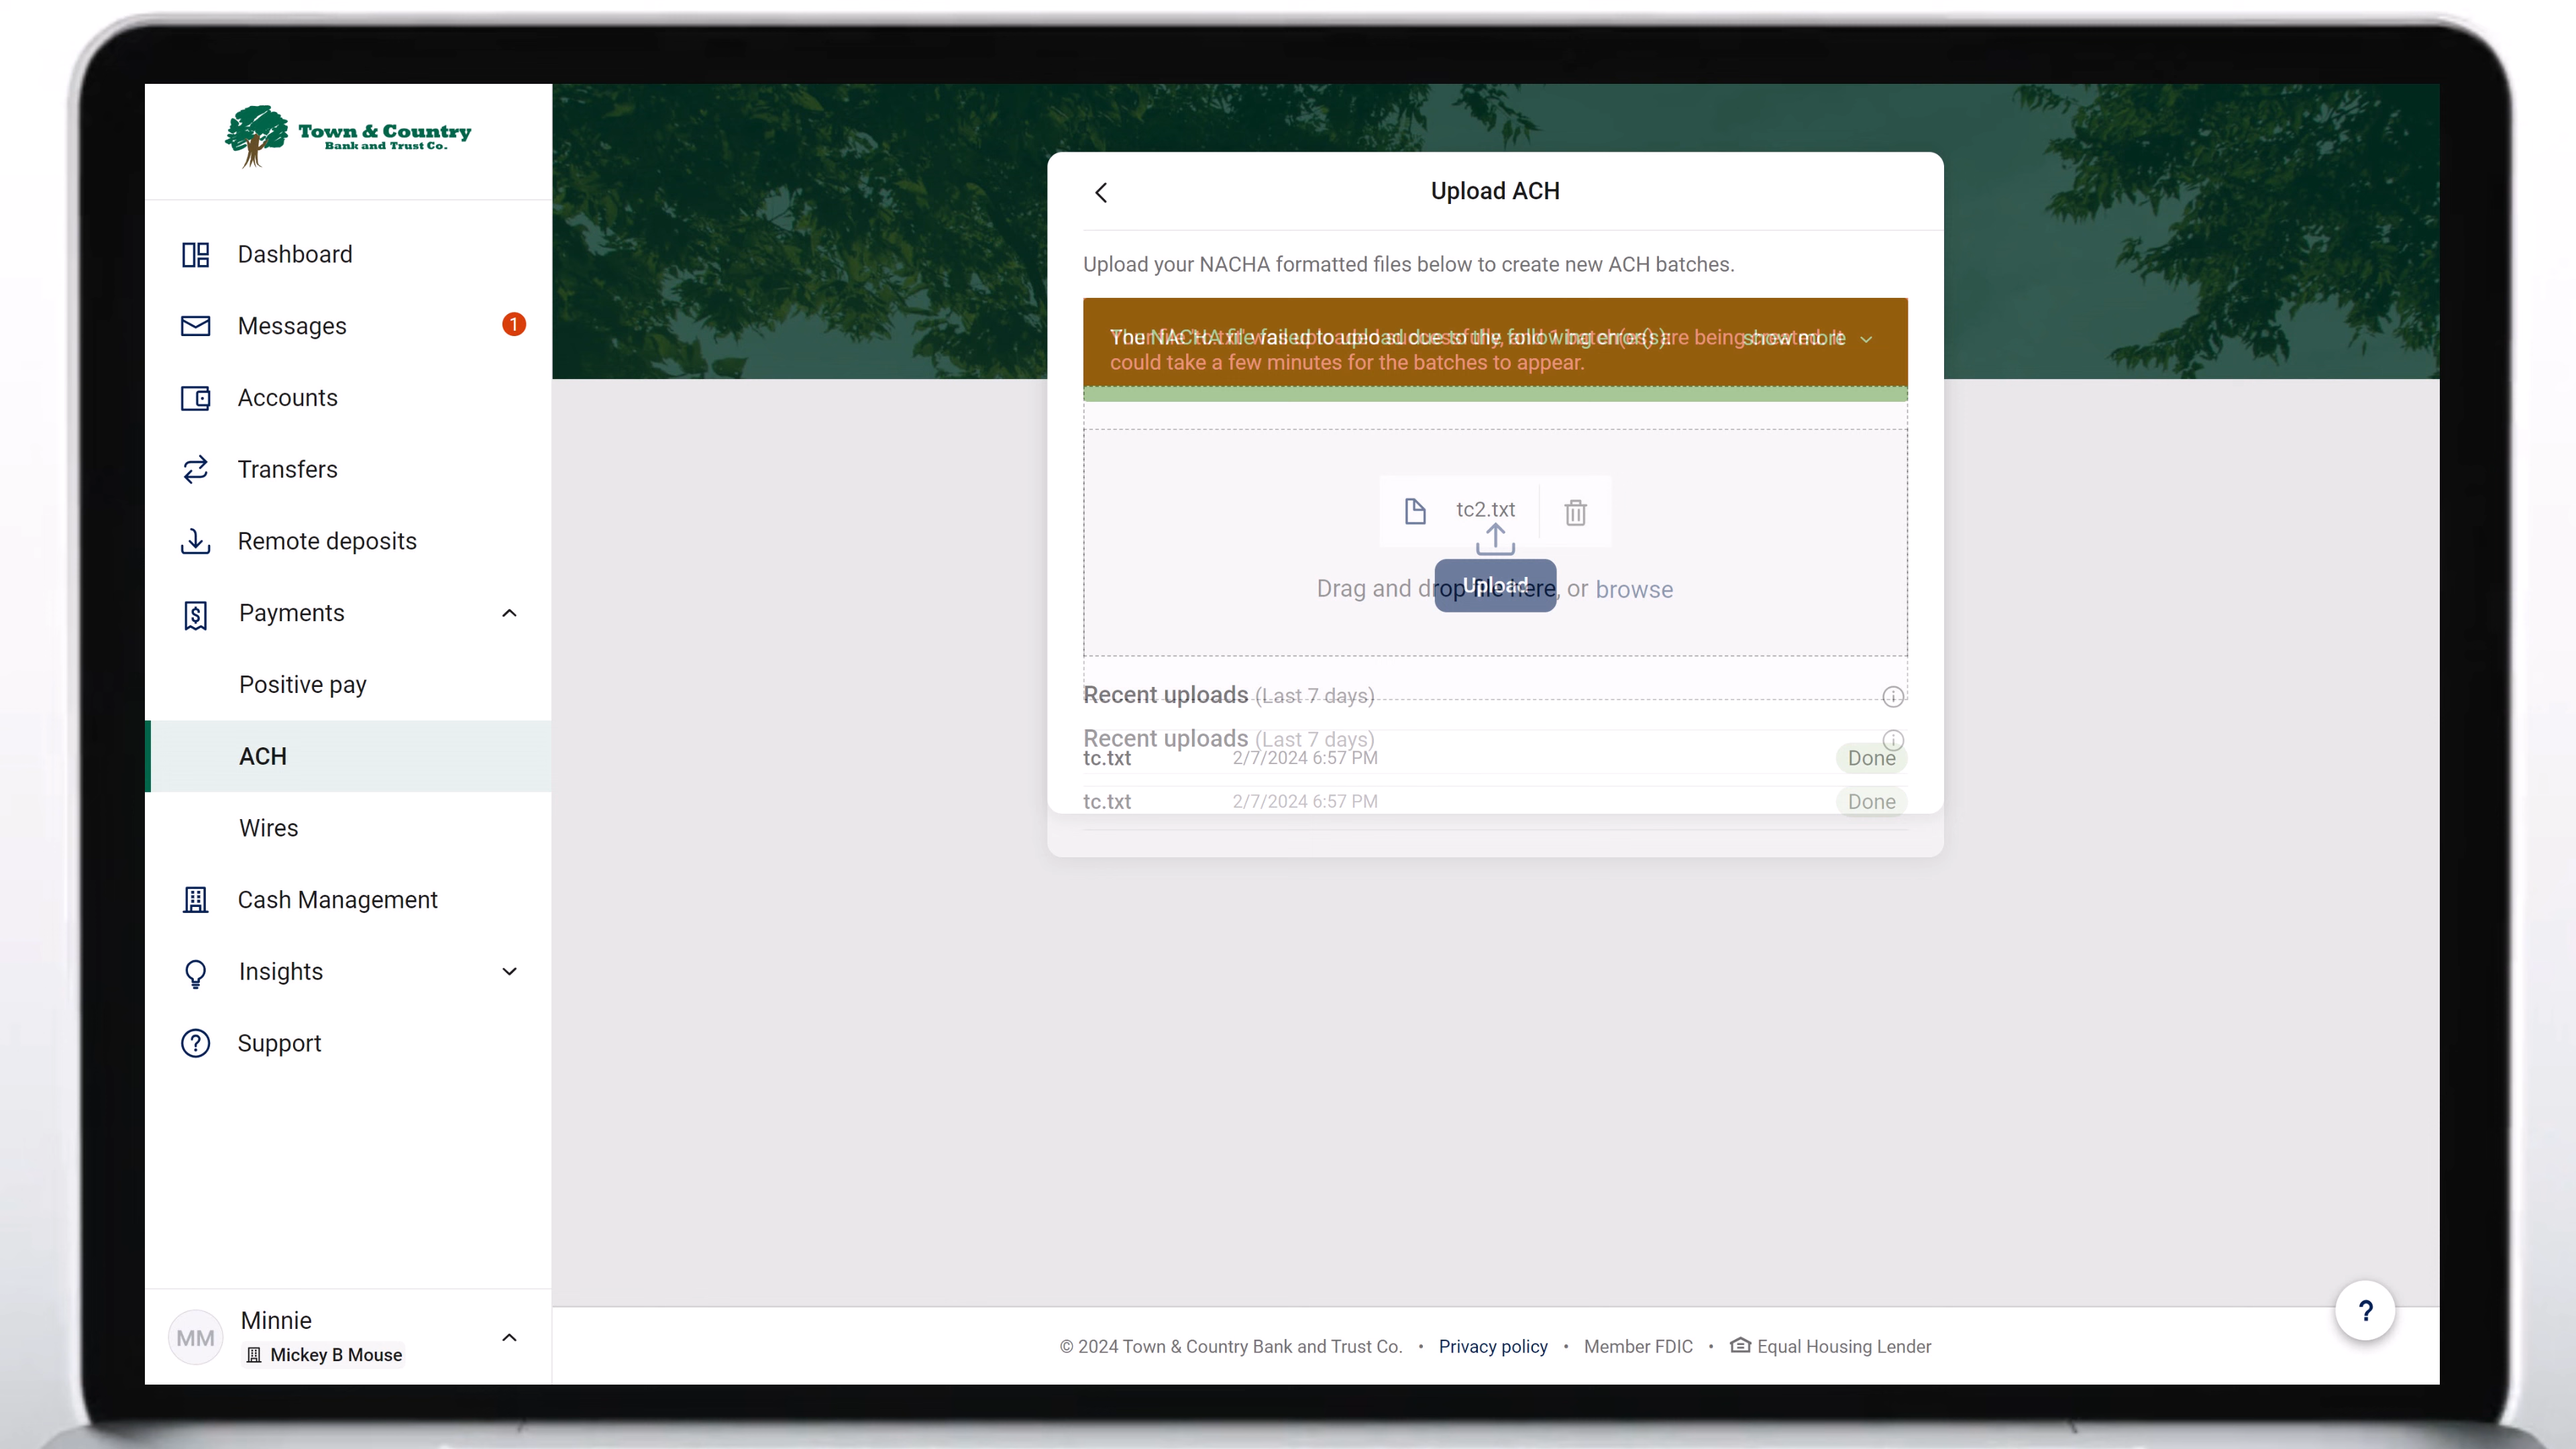 Town & Country
Bank and Trust Co.
Dashboard
Messages
1
Accounts
Transfers
Remote deposits
Payments
Positive pay
ACH
Wires
Cash Management
Insights
Support
MM
Minnie
Mickey B Mouse
Upload ACH
Upload your NACHA formatted files below to create new ACH batches.
could take a few minutes for the batches to appear.
tc2.txt
Upload
Drag and drop file here, or browse
Recent uploads (Last 7 days)
Recent uploads (Last 7 days)
tc.txt 2/7/2024 6:57 PM Done
tc.txt 2/7/2024 6:57 PM Done
?
© 2024 Town & Country Bank and Trust Co. • Privacy policy • Member FDIC • Equal Housing Lender